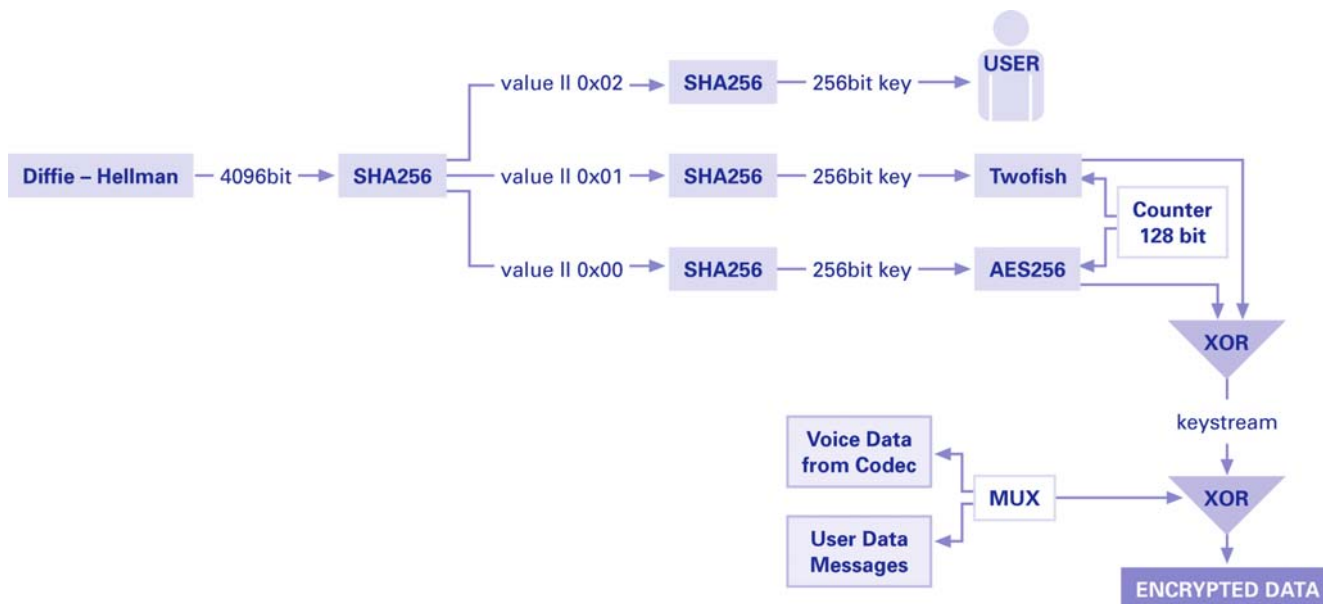 USER
value II 0x02
SHA256
256bit key
Diffie – Hellman
4096bit
SHA256
value II 0x01
SHA256
256bit key
Twofish
Counter
128 bit
value II 0x00
SHA256
256bit key
AES256
XOR
keystream
Voice Data
from Codec
MUX
XOR
User Data
Messages
ENCRYPTED DATA